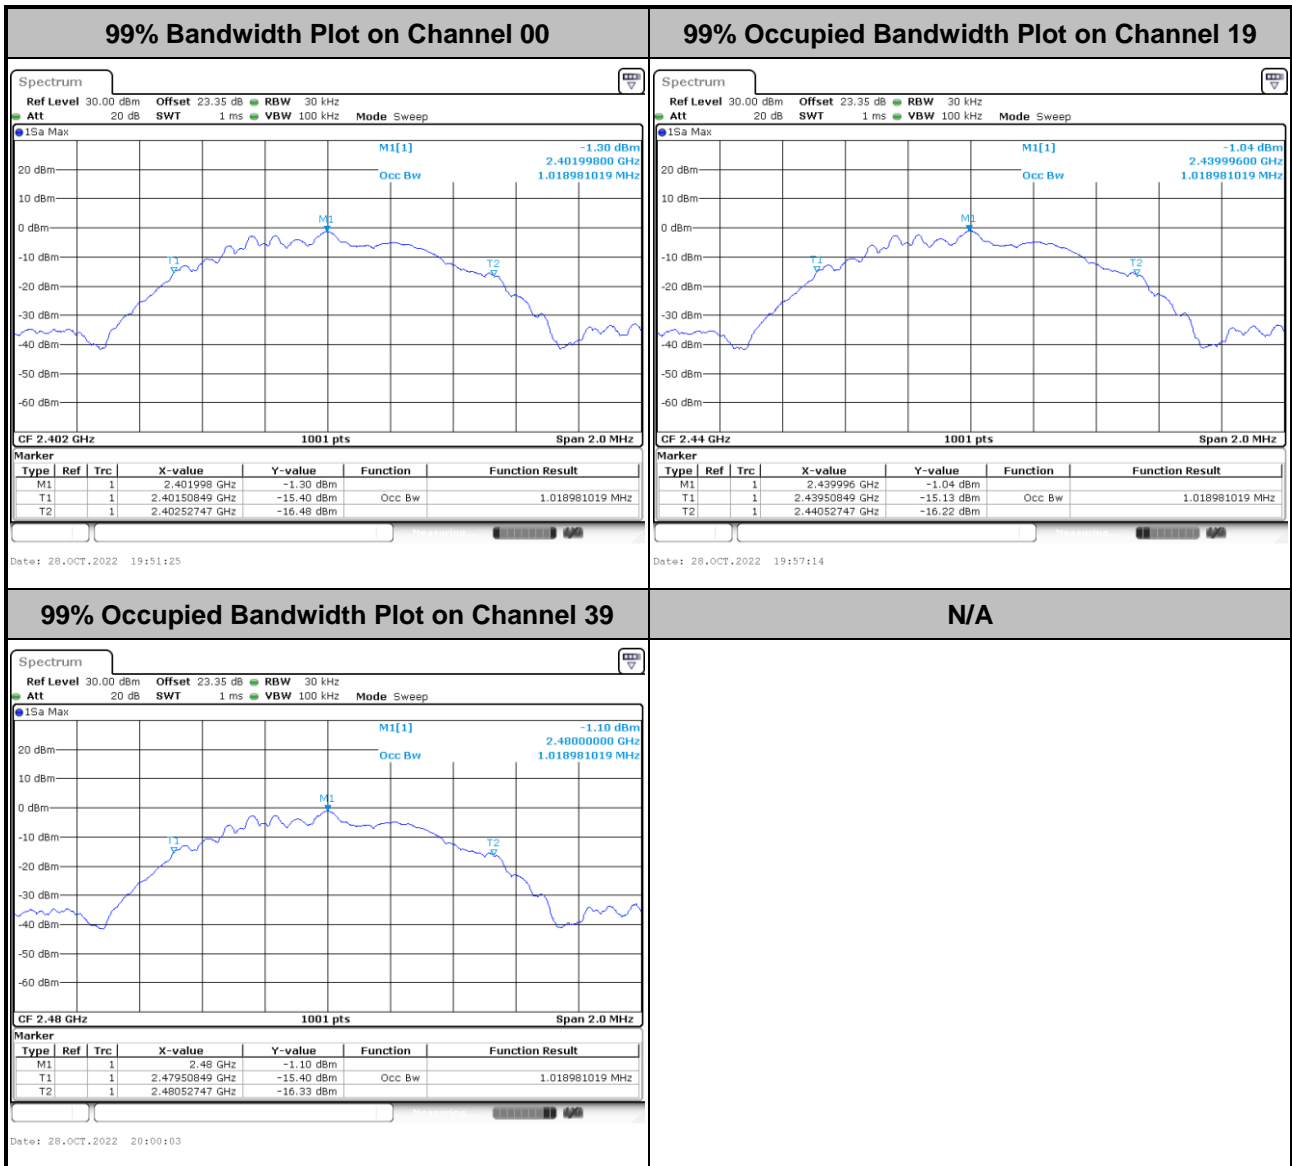 99% Bandwidth Plot on Channel 00
Spectrum
Ref Level 30.00 dBm Offset 23.35 dB RBW 30 kHz
Att 20 dB SWT 1 ms VBW 100 kHz Mode Sweep
1Sa Max
M1[1] -1.30 dBm
2.40199800 GHz
Occ Bw 1.018981019 MHz
20 dBm
10 dBm
0 dBm
-10 dBm
-20 dBm
-30 dBm
-40 dBm
-50 dBm
-60 dBm
M1
T1
T2
CF 2.402 GHz 1001 pts Span 2.0 MHz
Marker
Type Ref Trc X-value Y-value Function Function Result
M1 1 2.401998 GHz -1.30 dBm
T1 1 2.40150849 GHz -15.40 dBm Occ Bw 1.018981019 MHz
T2 1 2.40252747 GHz -16.48 dBm
Measuring
Date: 28.OCT.2022 19:51:25
99% Occupied Bandwidth Plot on Channel 19
Spectrum
Ref Level 30.00 dBm Offset 23.35 dB RBW 30 kHz
Att 20 dB SWT 1 ms VBW 100 kHz Mode Sweep
1Sa Max
M1[1] -1.04 dBm
2.43999600 GHz
Occ Bw 1.018981019 MHz
20 dBm
10 dBm
0 dBm
-10 dBm
-20 dBm
-30 dBm
-40 dBm
-50 dBm
-60 dBm
M1
T1
T2
CF 2.44 GHz 1001 pts Span 2.0 MHz
Marker
Type Ref Trc X-value Y-value Function Function Result
M1 1 2.439996 GHz -1.04 dBm
T1 1 2.43950849 GHz -15.13 dBm Occ Bw 1.018981019 MHz
T2 1 2.44052747 GHz -16.22 dBm
Measuring
Date: 28.OCT.2022 19:57:14
99% Occupied Bandwidth Plot on Channel 39
Spectrum
Ref Level 30.00 dBm Offset 23.35 dB RBW 30 kHz
Att 20 dB SWT 1 ms VBW 100 kHz Mode Sweep
1Sa Max
M1[1] -1.10 dBm
2.48000000 GHz
Occ Bw 1.018981019 MHz
20 dBm
10 dBm
0 dBm
-10 dBm
-20 dBm
-30 dBm
-40 dBm
-50 dBm
-60 dBm
M1
T1
T2
CF 2.48 GHz 1001 pts Span 2.0 MHz
Marker
Type Ref Trc X-value Y-value Function Function Result
M1 1 2.48 GHz -1.10 dBm
T1 1 2.47950849 GHz -15.40 dBm Occ Bw 1.018981019 MHz
T2 1 2.48052747 GHz -16.33 dBm
Measuring
Date: 28.OCT.2022 20:00:03
N/A